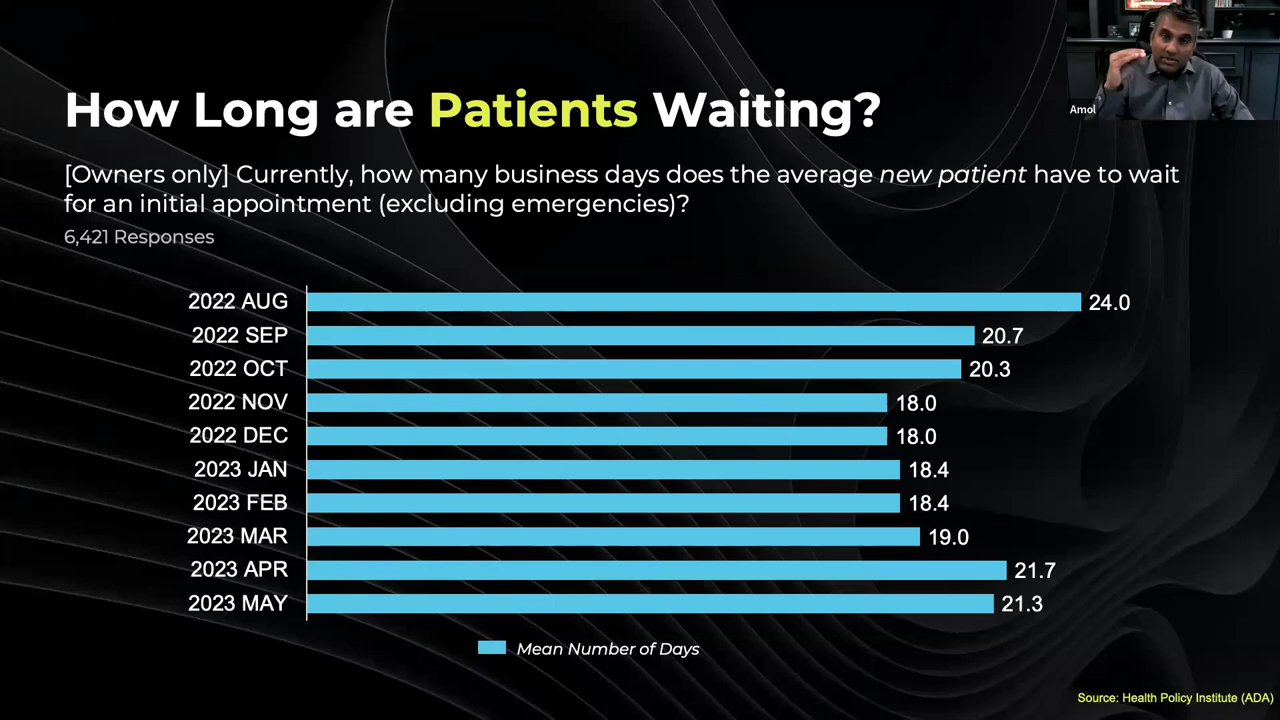 Amol
How Long are Patients Waiting?
[Owners only] Currently, how many business days does the average new patient have to wait
for an initial appointment (excluding emergencies)?
6,421 Responses
2022 AUG 24.0
2022 SEP 20.7
2022 OCT 20.3
2022 NOV 18.0
2022 DEC 18.0
2023 JAN 18.4
2023 FEB 18.4
2023 MAR 19.0
2023 APR 21.7
2023 MAY 21.3
Mean Number of Days
Source: Health Policy Institute (ADA)